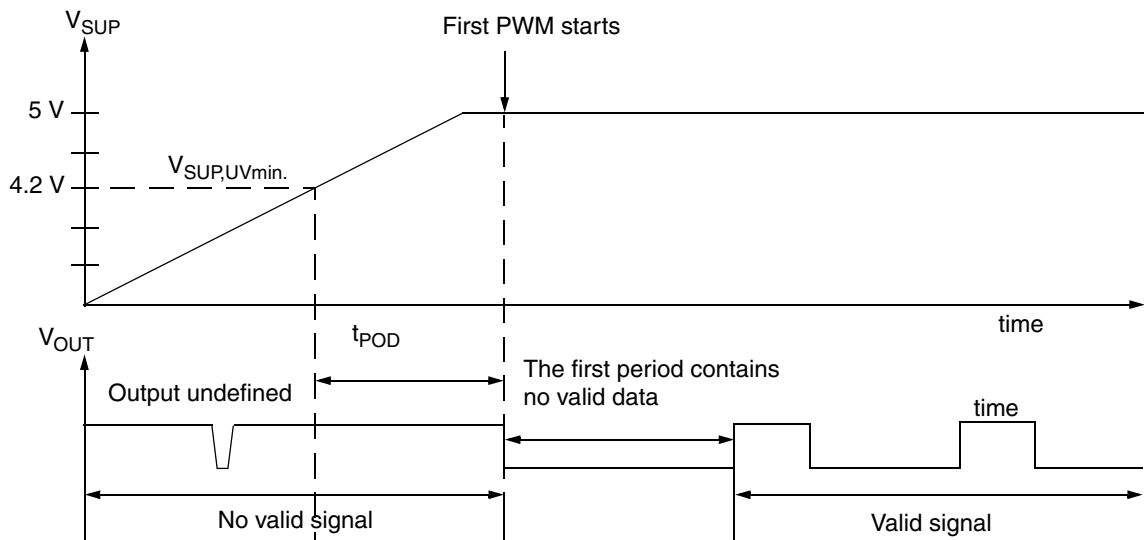 V_SUP
First PWM starts
5 V
V_SUP,UVmin.
4.2 V
time
V_OUT
t_POD
The first period contains
no valid data
Output undefined
time
No valid signal
Valid signal